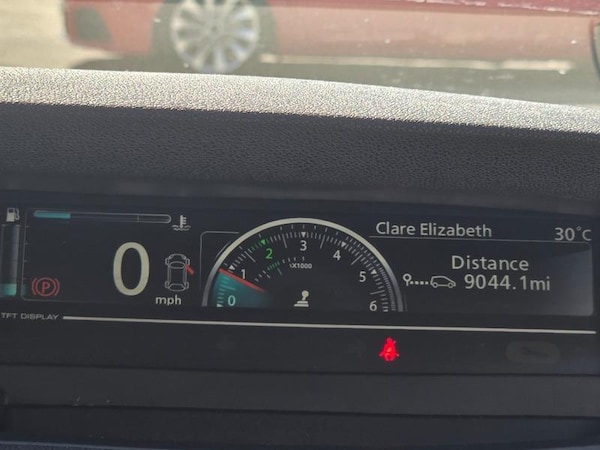 Clare Elizabeth 30°C
0
mph
P
0
1
2
3
4
5
6
X1000
Distance
9044.1mi
TFT DISPLAY